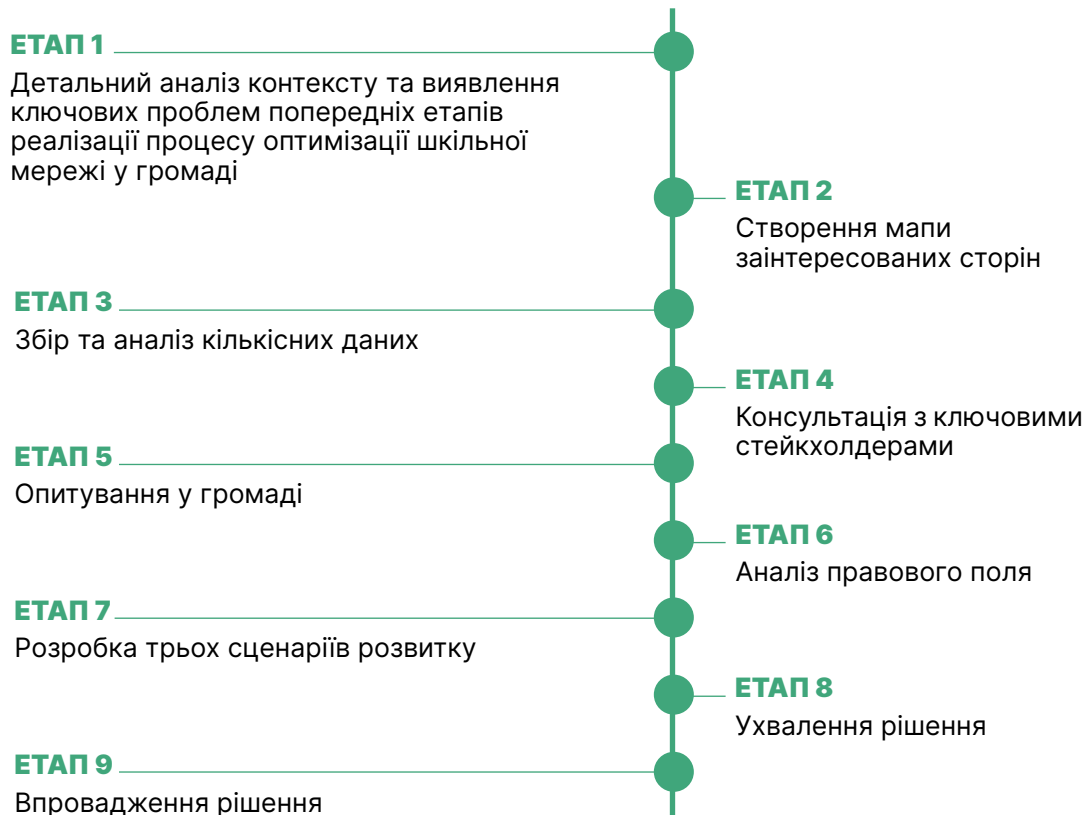 ЕТАП 1
Детальний аналіз контексту та виявлення
ключових проблем попередніх етапів
реалізації процесу оптимізації шкільної
мережі у громаді
ЕТАП 2
Створення мапи
заінтересованих сторін
ЕТАП 3
Збір та аналіз кількісних даних
ЕТАП 4
Консультація з ключовими
стейкхолдерами
ЕТАП 5
Опитування у громаді
ЕТАП 6
Аналіз правового поля
ЕТАП 7
Розробка трьох сценаріїв розвитку
ЕТАП 8
Ухвалення рішення
ЕТАП 9
Впровадження рішення